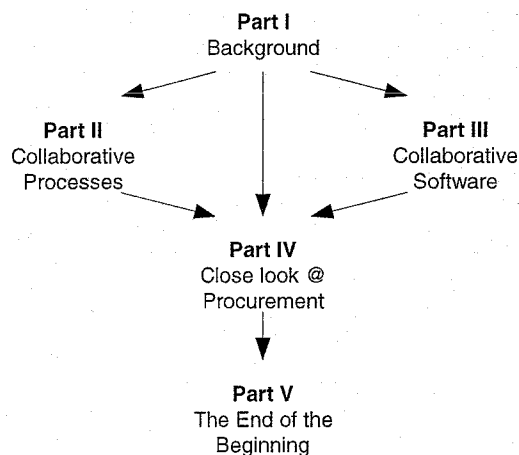 Part I
Background
Part II
Collaborative
Processes
Part III
Collaborative
Software
Part IV
Close look @
Procurement
Part V
The End of the
Beginning